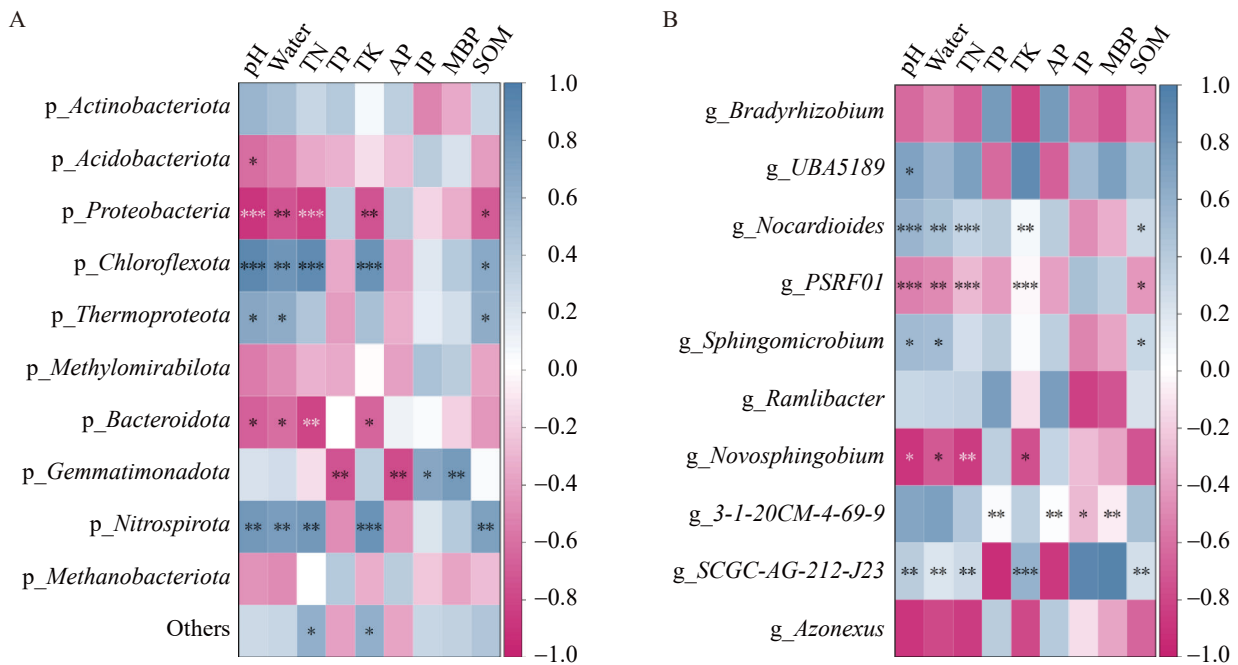 A
pH Water TN TP TK AP IP MBP SOM
p_Actinobacteriota
p_Acidobacteriota *
p_Proteobacteria *** ** *** ** *
p_Chloroflexota *** ** *** *** *
p_Thermoproteota * * *
p_Methylomirabilota
p_Bacteroidota * * ** *
p_Gemmatimonadota ** ** * **
p_Nitrospirota ** ** ** *** **
p_Methanobacteriota
Others * *
1.0
0.8
0.6
0.4
0.2
0.0
−0.2
−0.4
−0.6
−0.8
−1.0
B
pH Water TN TP TK AP IP MBP SOM
g_Bradyrhizobium
g_UBA5189 *
g_Nocardioides *** ** *** ** *
g_PSRF01 *** ** *** *** *
g_Sphingomicrobium * * *
g_Ramlibacter
g_Novosphingobium * * ** *
g_3-1-20CM-4-69-9 ** ** * **
g_SCGC-AG-212-J23 ** ** ** *** **
g_Azonexus
1.0
0.8
0.6
0.4
0.2
0.0
−0.2
−0.4
−0.6
−0.8
−1.0